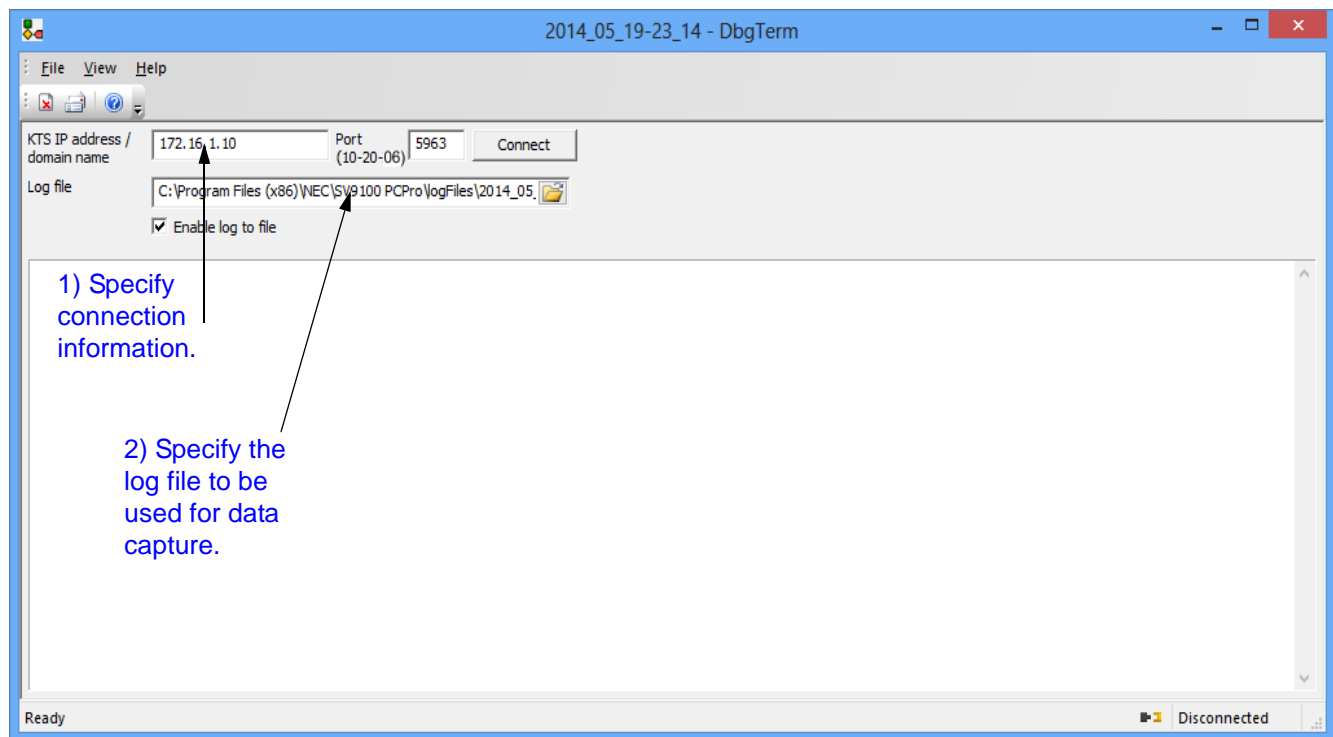 2014_05_19-23_14 - DbgTerm
File View Help
KTS IP address /
domain name
172.16.1.10
Port
(10-20-06)
5963
Connect
Log file
C:\Program Files (x86)\NEC\SV9100 PCPro\logFiles\2014_05_
Enable log to file
1) Specify
connection
information.
2) Specify the
log file to be
used for data
capture.
Ready
Disconnected